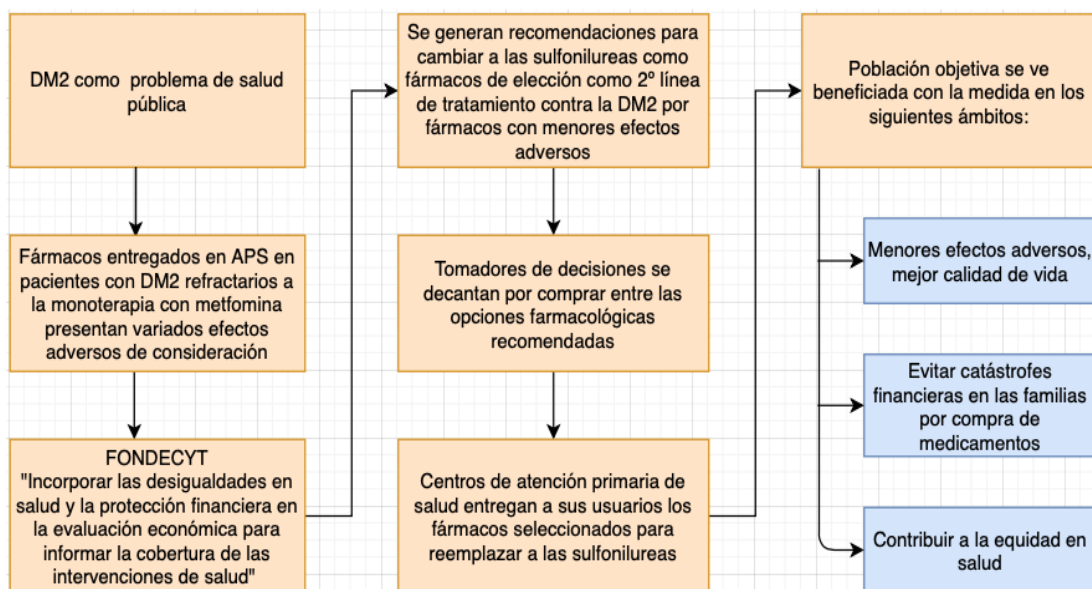 DM2 como problema de salud
pública
Fármacos entregados en APS en
pacientes con DM2 refractarios a
la monoterapia con metfomina
presentan variados efectos
adversos de consideración
FONDECYT
"Incorporar las desigualdades en
salud y la protección financiera en
la evaluación económica para
informar la cobertura de las
intervenciones de salud"
Se generan recomendaciones para
cambiar a las sulfonilureas como
fármacos de elección como 2º línea
de tratamiento contra la DM2 por
fármacos con menores efectos
adversos
Tomadores de decisiones se
decantan por comprar entre las
opciones farmacológicas
recomendadas
Centros de atención primaria de
salud entregan a sus usuarios los
fármacos seleccionados para
reemplazar a las sulfonilureas
Población objetiva se ve
beneficiada con la medida en los
siguientes ámbitos:
Menores efectos adversos,
mejor calidad de vida
Evitar catástrofes
financieras en las familias
por compra de
medicamentos
Contribuir a la equidad en
salud